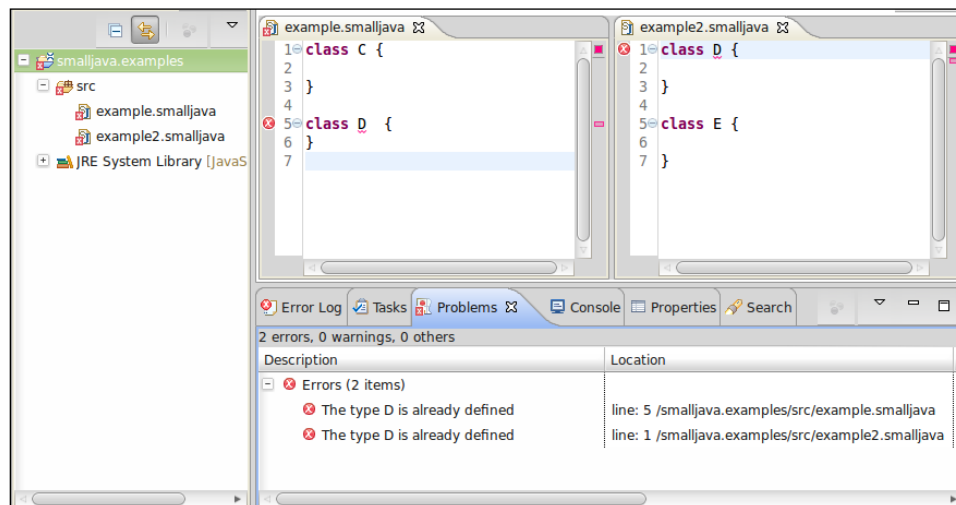 smalljava.examples
src
example.smalljava
example2.smalljava
JRE System Library [JavaS
example.smalljava
1 class C {
2
3 }
4
5 class D {
6 }
7
example2.smalljava
1 class D {
2
3 }
4
5 class E {
6
7 }
Error Log Tasks Problems Console Properties Search
2 errors, 0 warnings, 0 others
Description Location
Errors (2 items)
The type D is already defined line: 5 /smalljava.examples/src/example.smalljava
The type D is already defined line: 1 /smalljava.examples/src/example2.smalljava